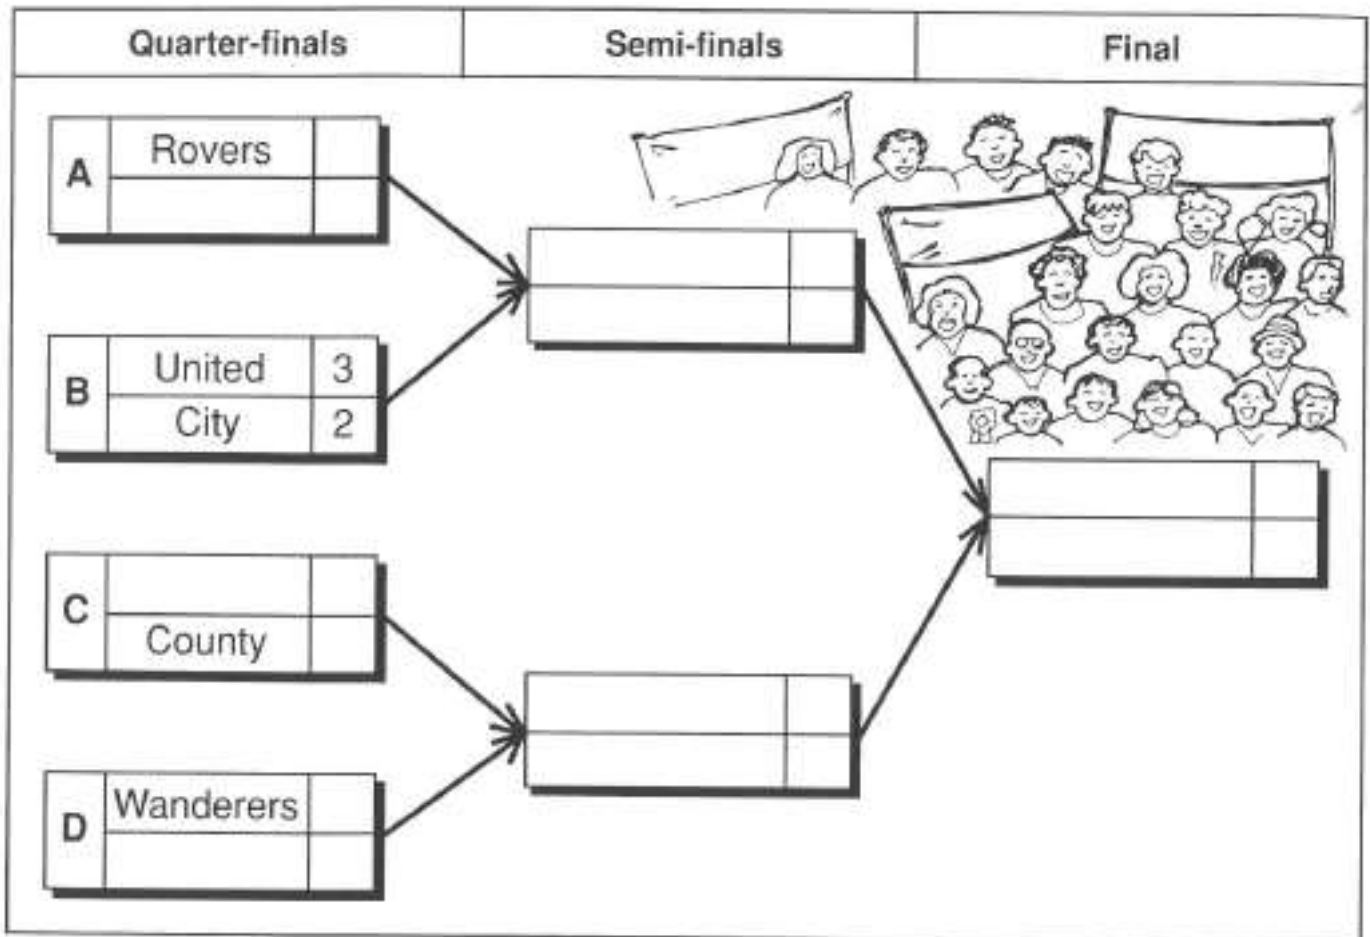 Quarter-finals Semi-finals Final
A Rovers
B United 3
City 2
C
County
D Wanderers